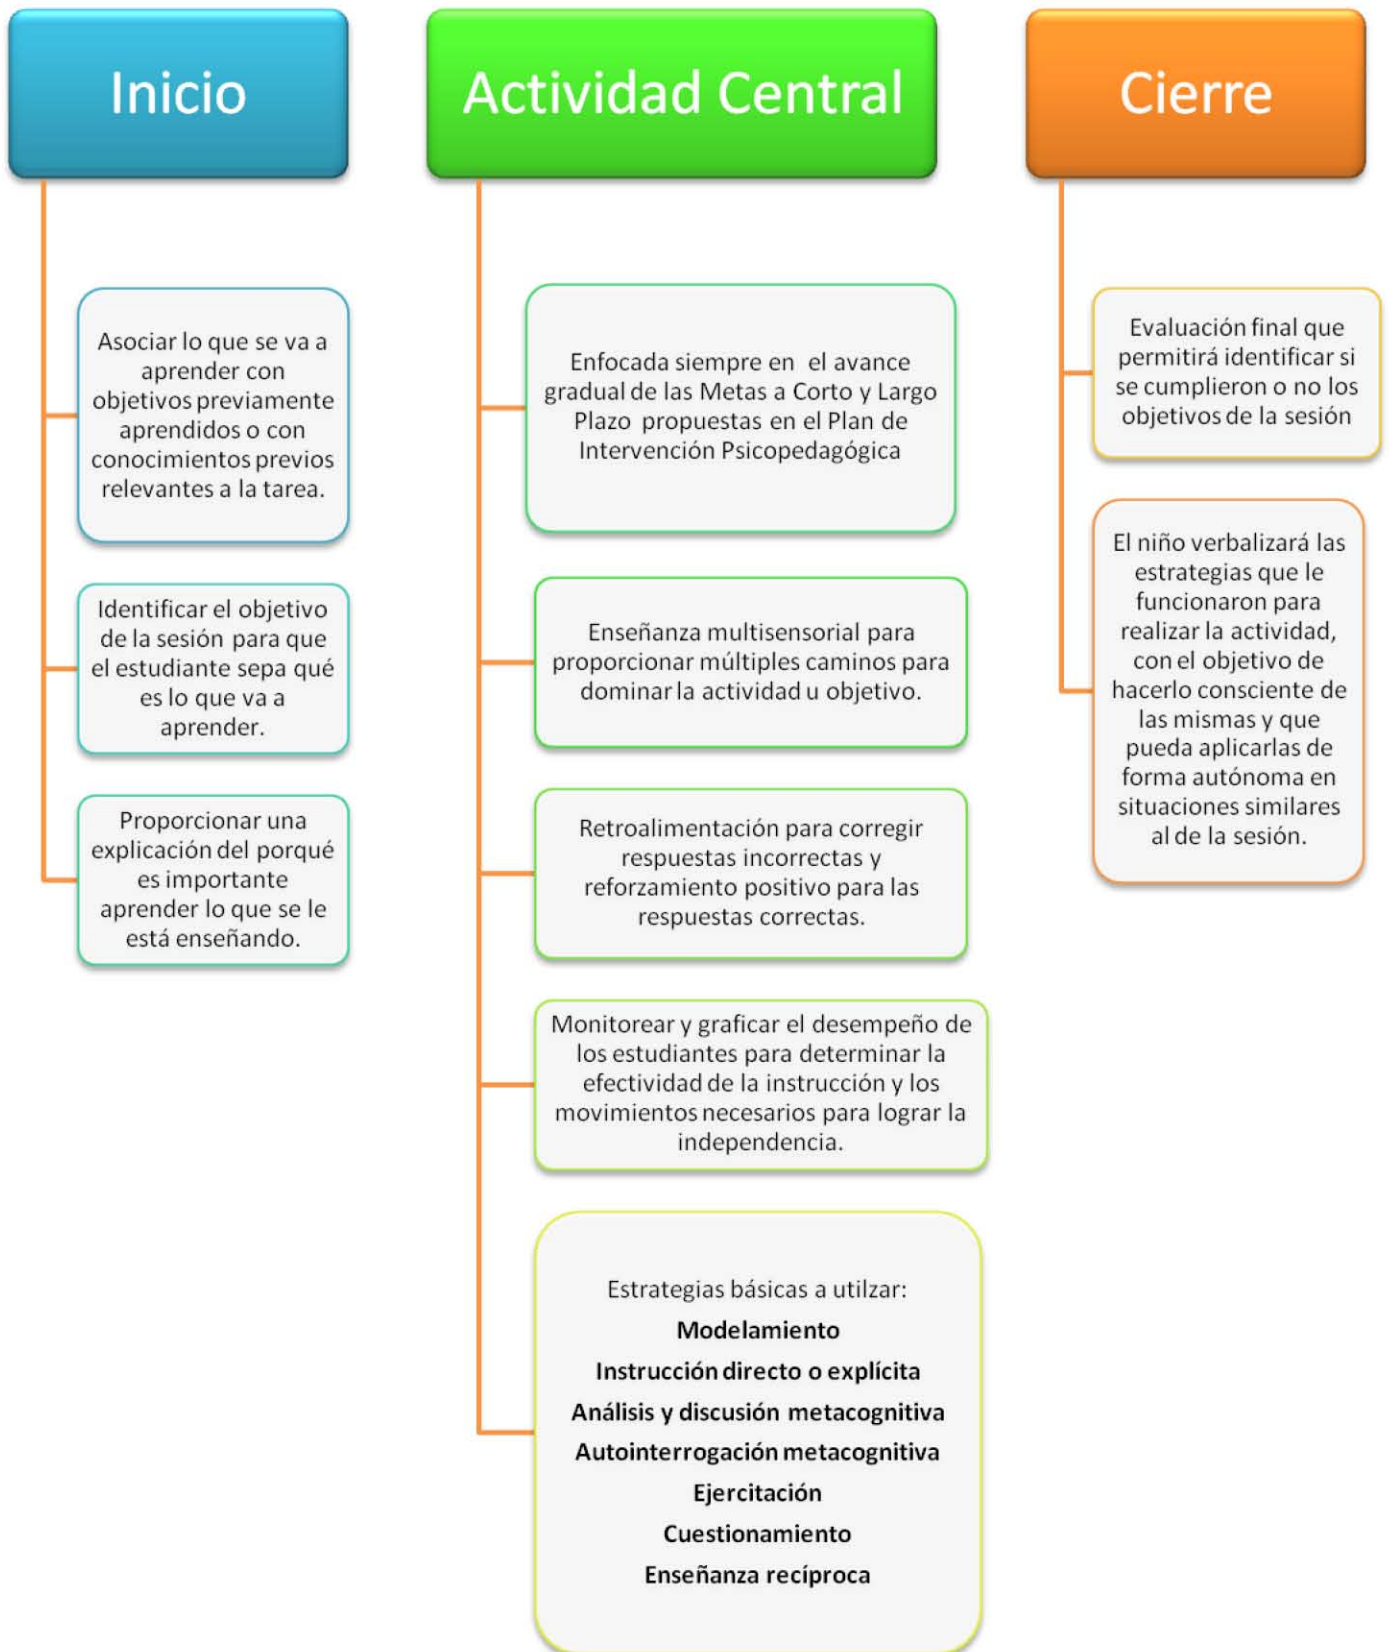 Inicio
Asociar lo que se va a
aprender con
objetivos previamente
aprendidos o con
conocimientos previos
relevantes a la tarea.
Identificar el objetivo
de la sesión para que
el estudiante sepa qué
es lo que va a
aprender.
Proporcionar una
explicación del porqué
es importante
aprender lo que se le
está enseñando.
Actividad Central
Enfocada siempre en el avance
gradual de las Metas a Corto y Largo
Plazo propuestas en el Plan de
Intervención Psicopedagógica
Enseñanza multisensorial para
proporcionar múltiples caminos para
dominar la actividad u objetivo.
Retroalimentación para corregir
respuestas incorrectas y
reforzamiento positivo para las
respuestas correctas.
Monitorear y graficar el desempeño de
los estudiantes para determinar la
efectividad de la instrucción y los
movimientos necesarios para lograr la
independencia.
Estrategias básicas a utilzar:
Modelamiento
Instrucción directo o explícita
Análisis y discusión metacognitiva
Autointerrogación metacognitiva
Ejercitación
Cuestionamiento
Enseñanza recíproca
Cierre
Evaluación final que
permitirá identificar si
se cumplieron o no los
objetivos de la sesión
El niño verbalizará las
estrategias que le
funcionaron para
realizar la actividad,
con el objetivo de
hacerlo consciente de
las mismas y que
pueda aplicarlas de
forma autónoma en
situaciones similares
al de la sesión.